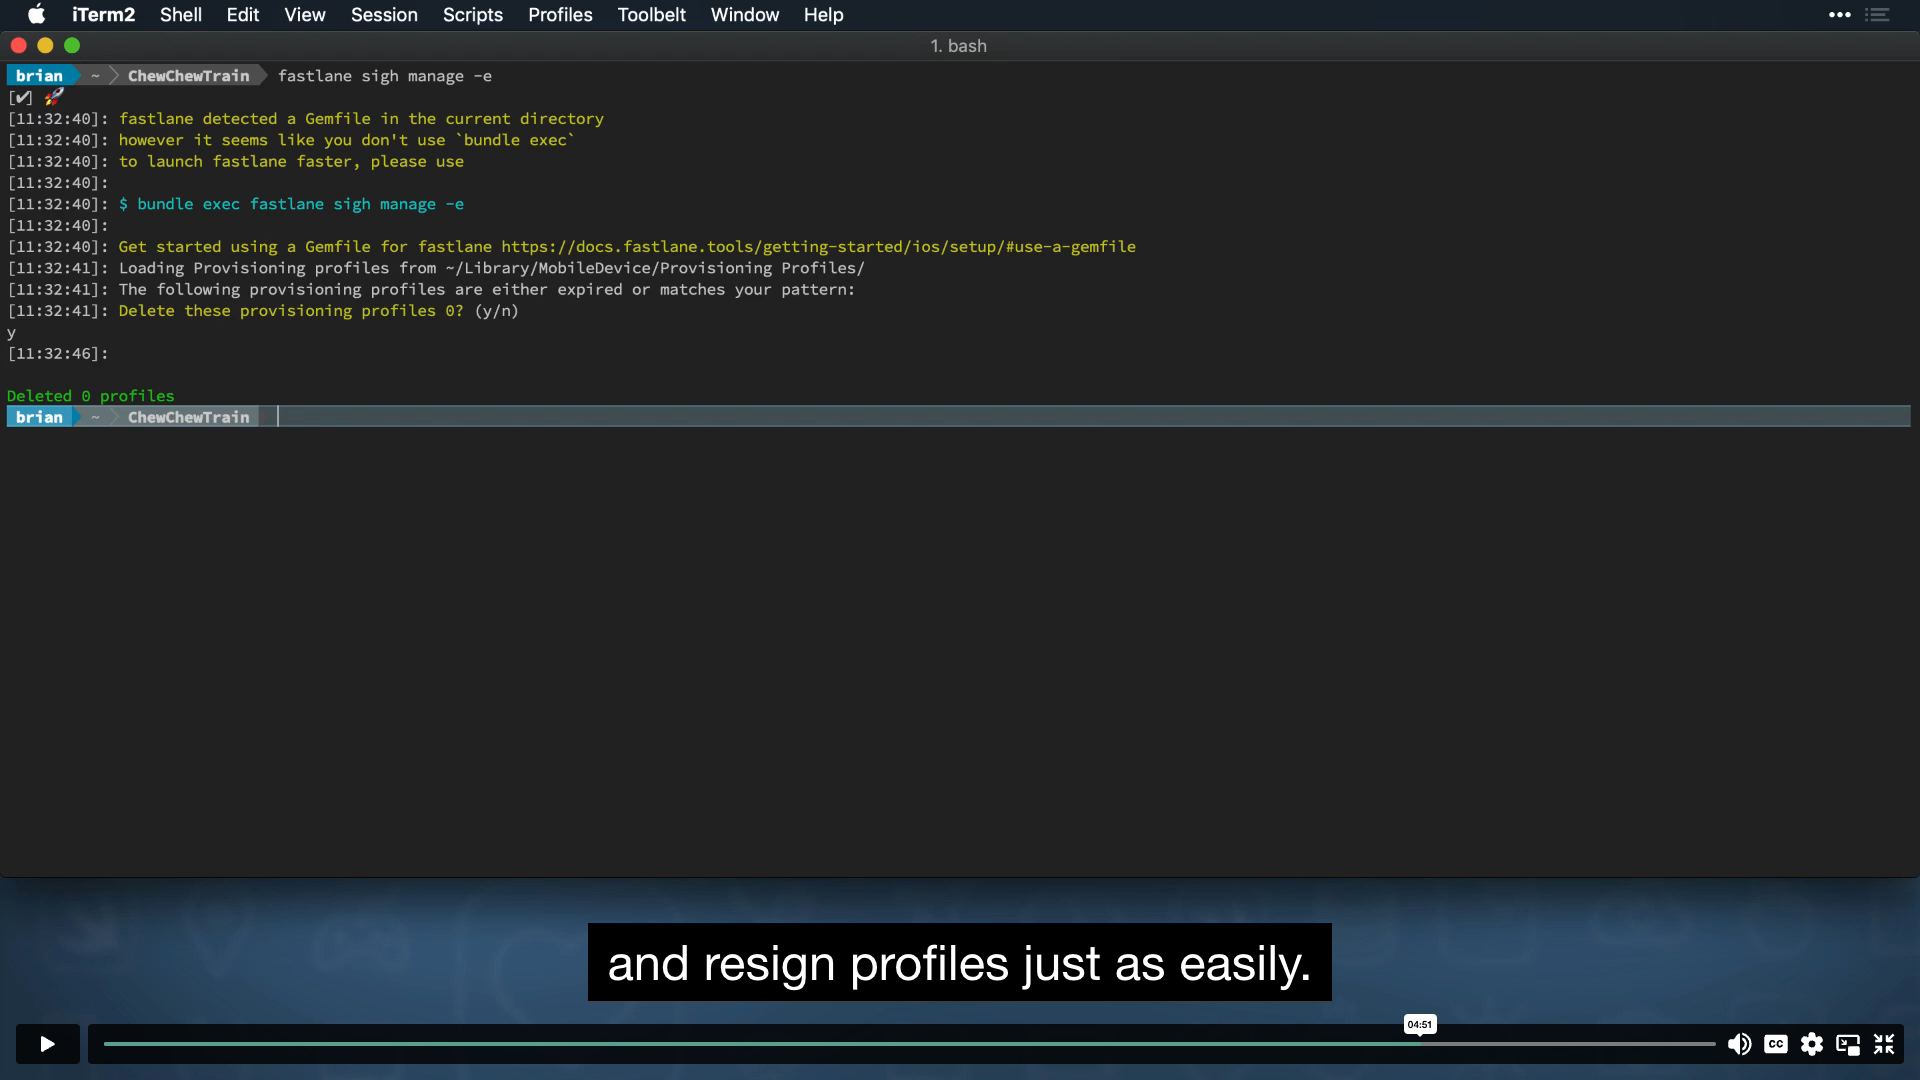 iTerm2 Shell Edit View Session Scripts Profiles Toolbelt Window Help
1. bash
brian ~ ChewChewTrain fastlane sigh manage -e
[✔] 🚀
[11:32:40]: fastlane detected a Gemfile in the current directory
[11:32:40]: however it seems like you don't use `bundle exec`
[11:32:40]: to launch fastlane faster, please use
[11:32:40]:
[11:32:40]: $ bundle exec fastlane sigh manage -e
[11:32:40]:
[11:32:40]: Get started using a Gemfile for fastlane https://docs.fastlane.tools/getting-started/ios/setup/#use-a-gemfile
[11:32:41]: Loading Provisioning profiles from ~/Library/MobileDevice/Provisioning Profiles/
[11:32:41]: The following provisioning profiles are either expired or matches your pattern:
[11:32:41]: Delete these provisioning profiles 0? (y/n)
y
[11:32:46]:
Deleted 0 profiles
brian ~ ChewChewTrain
and resign profiles just as easily.
04:51
CC